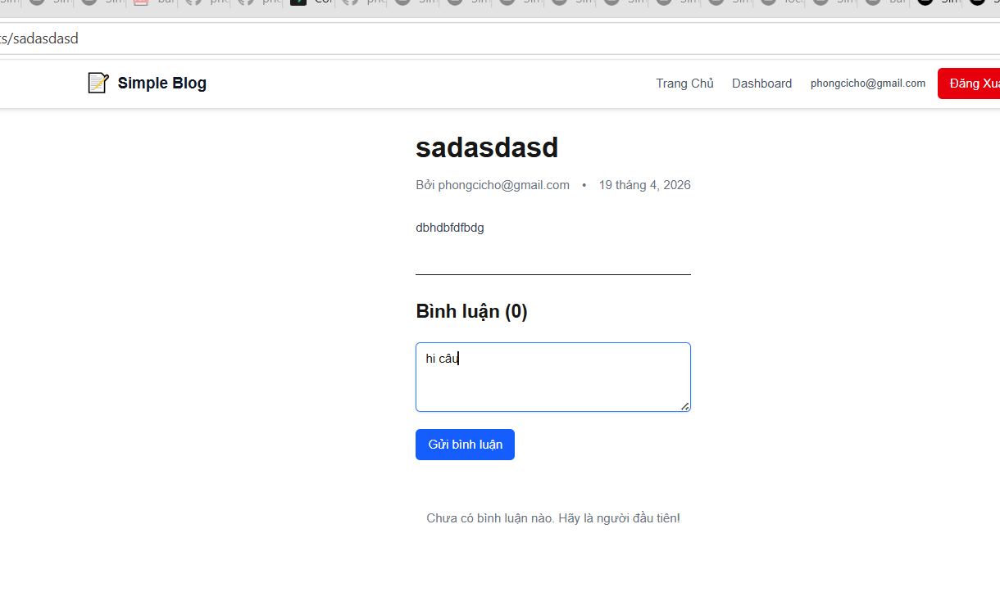 ts/sadasdasd
Simple Blog
Trang Chủ
Dashboard
phongcicho@gmail.com
Đăng
sadasdasd
Bởi phongcicho@gmail.com • 19 tháng 4, 2026
dbhdbfdfbdg
Bình luận (0)
hi câu
Gửi bình luận
Chưa có bình luận nào. Hãy là người đầu tiên!